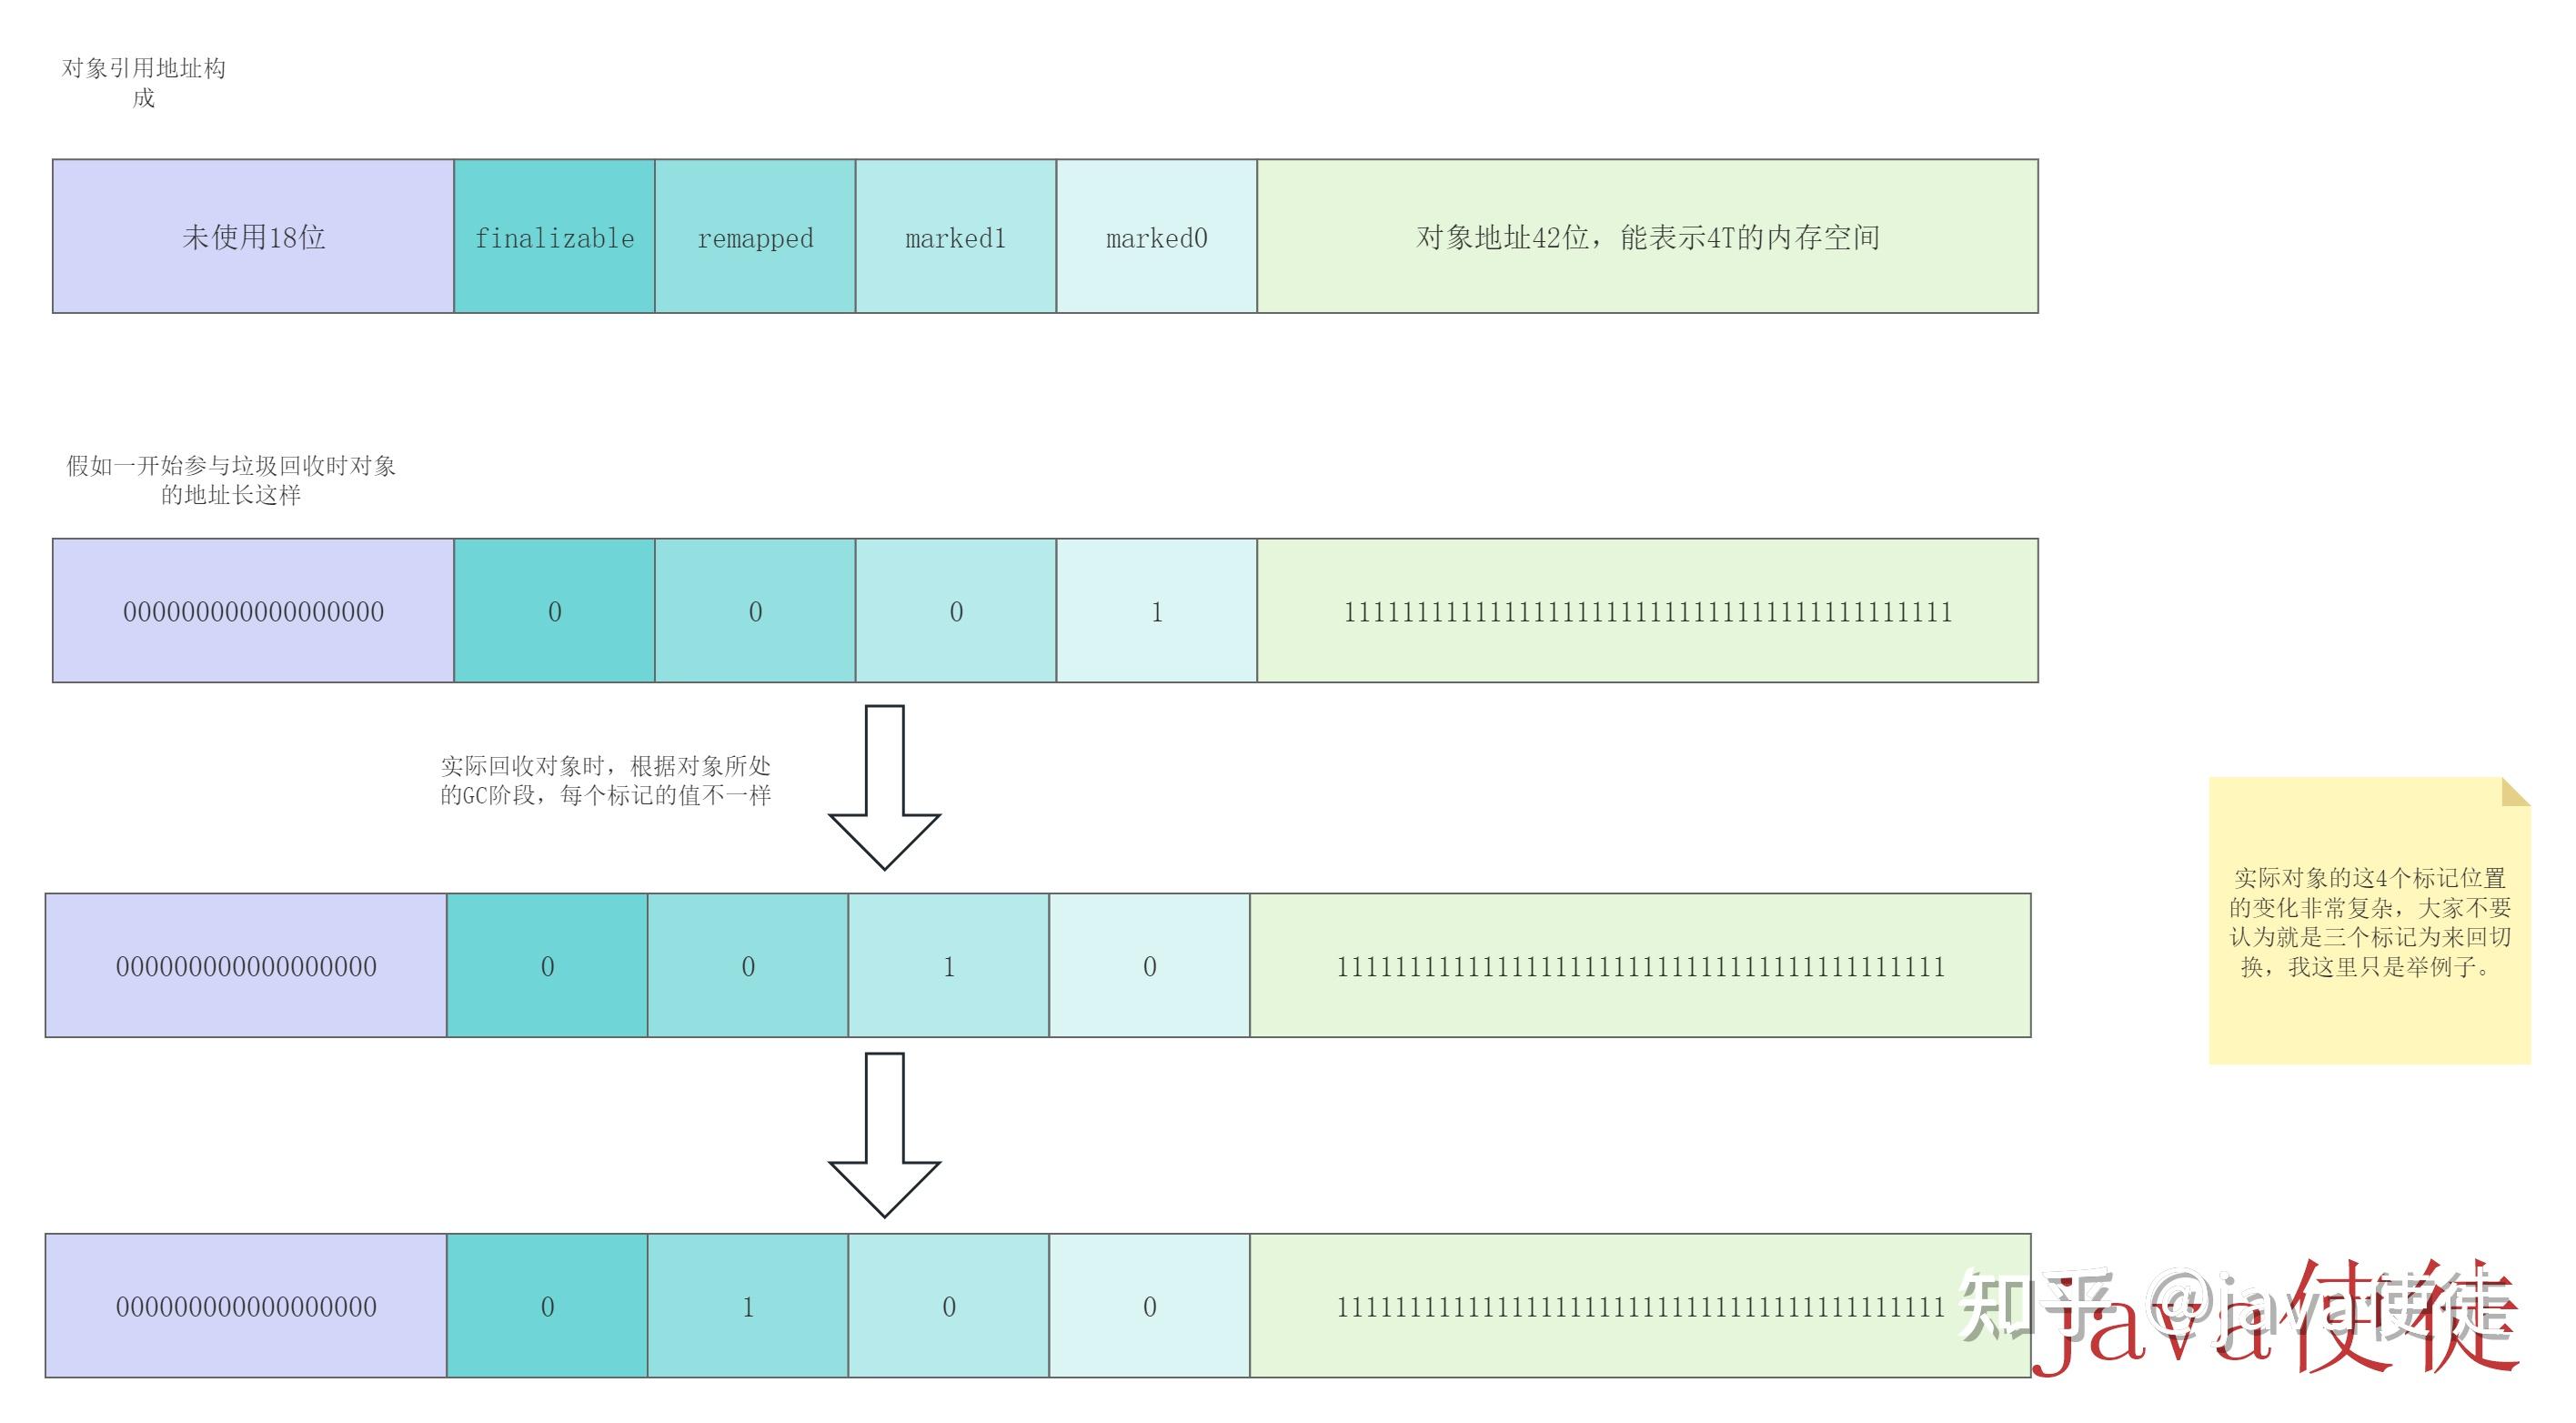 对象引用地址构
成
未使用18位
finalizable
remapped
marked1
marked0
对象地址42位，能表示4T的内存空间
假如一开始参与垃圾回收时对象
的地址长这样
000000000000000000
0
0
0
1
111111111111111111111111111111111111111111
实际回收对象时，根据对象所处
的GC阶段，每个标记的值不一样
000000000000000000
0
0
1
0
111111111111111111111111111111111111111111
实际对象的这4个标记位置
的变化非常复杂，大家不要
认为就是三个标记为来回切
换，我这里只是举例子。
000000000000000000
0
1
0
0
111111111111111111111111111111111111111111
知乎 @java使徒
java使徒